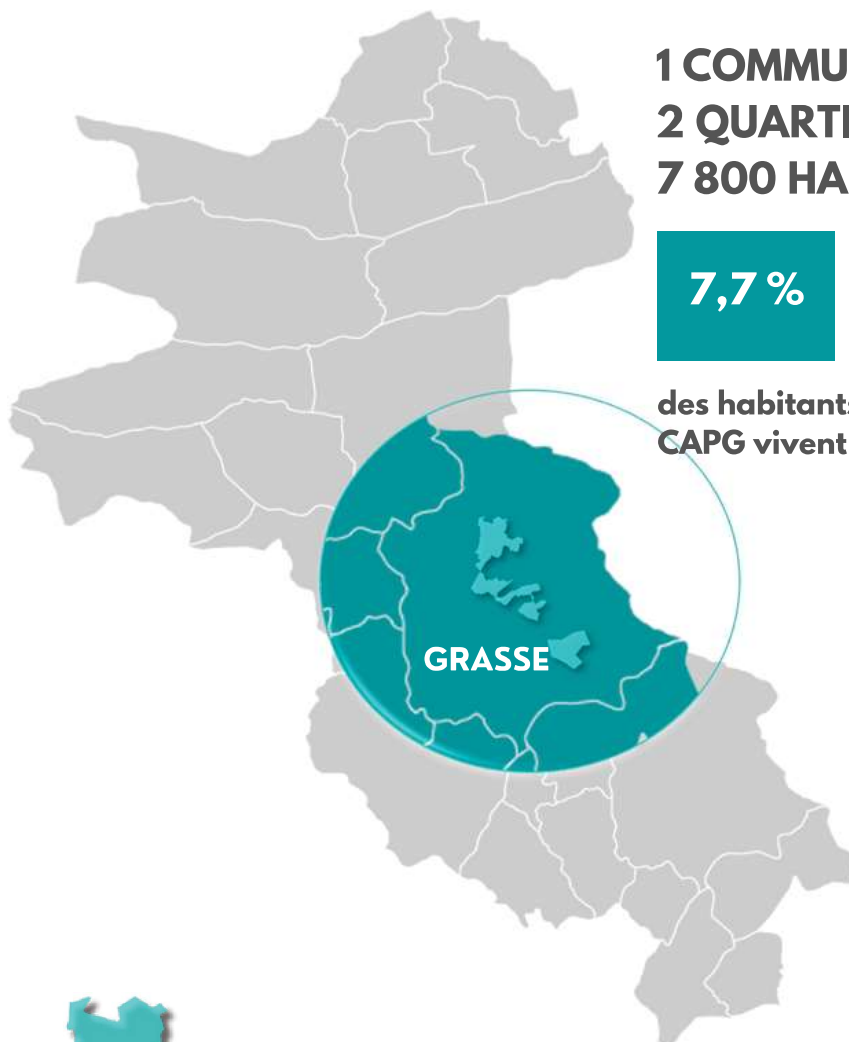 1 COMMU
2 QUARTI
7 800 HA
7,7 %
des habitants
CAPG vivent
GRASSE